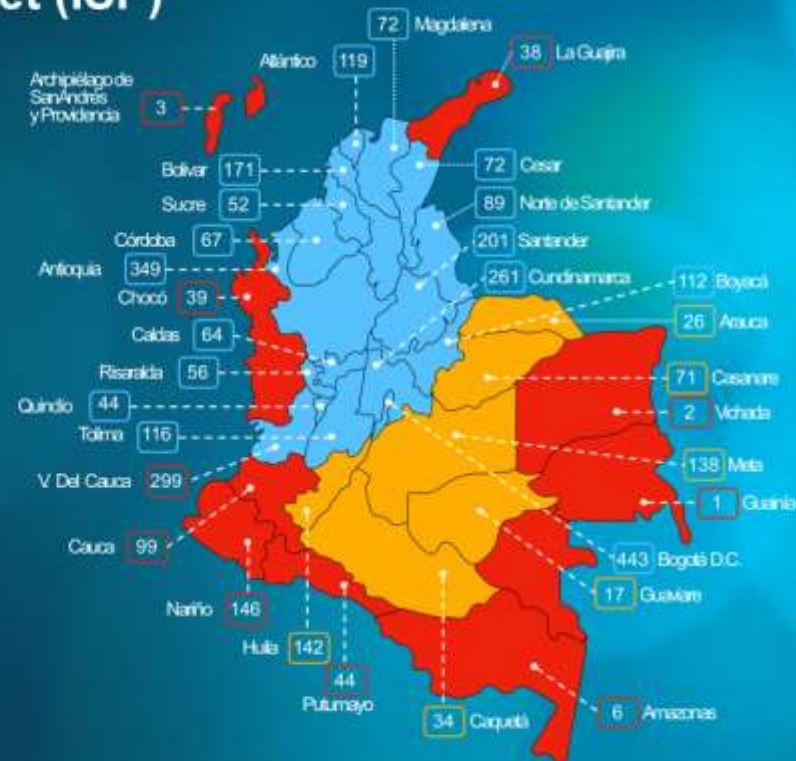 72 Magdalena
Atlántico 119
38 La Guajira
Archipiélago de
San Andrés
y Providencia
3
Bolívar 171
72 Cesar
Sucre 52
89 Norte de Santander
Córdoba 67
201 Santander
Antioquia 349
261 Cundinamarca
112 Boyacá
Chocó 39
26 Arauca
Caldas 64
Risaralda 56
71 Casanare
Quindío 44
2 Vichada
Tolima 116
138 Meta
V. Del Cauca 299
1 Guainía
Cauca 99
443 Bogotá D.C.
17 Guaviare
Nariño 146
Huila 142
44
Putumayo
34 Caquetá
6 Amazonas